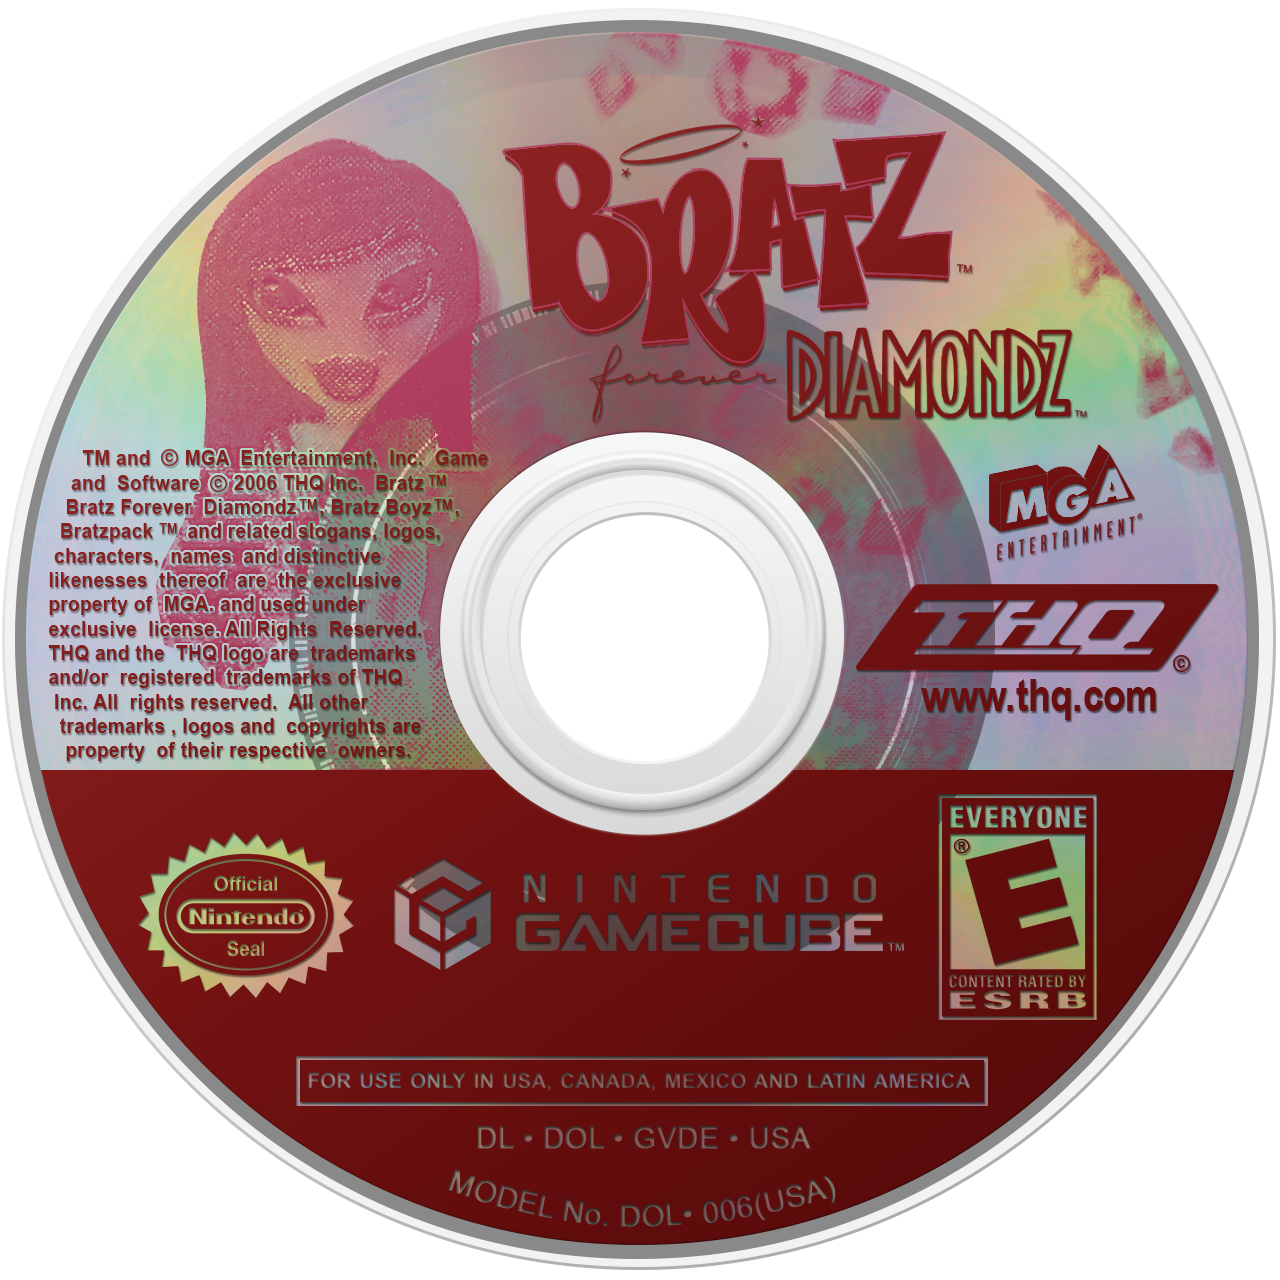 BRATZ™
forever DIAMONDZ™
TM and © MGA Entertainment, Inc. Game
and Software © 2006 THQ Inc. Bratz™
Bratz Forever Diamondz™, Bratz Boyz™,
Bratzpack™ and related slogans, logos,
characters, names and distinctive
likenesses thereof are the exclusive
property of MGA. and used under
exclusive license. All Rights Reserved.
THQ and the THQ logo are trademarks
and/or registered trademarks of THQ
Inc. All rights reserved. All other
trademarks , logos and copyrights are
property of their respective owners.
MGA
ENTERTAINMENT®
THQ ©
www.thq.com
Official
Nintendo®
Seal
NINTENDO
GAMECUBE™
EVERYONE
E®
CONTENT RATED BY
ESRB
FOR USE ONLY IN USA, CANADA, MEXICO AND LATIN AMERICA
DL • DOL • GVDE • USA
MODEL No. DOL• 006(USA)